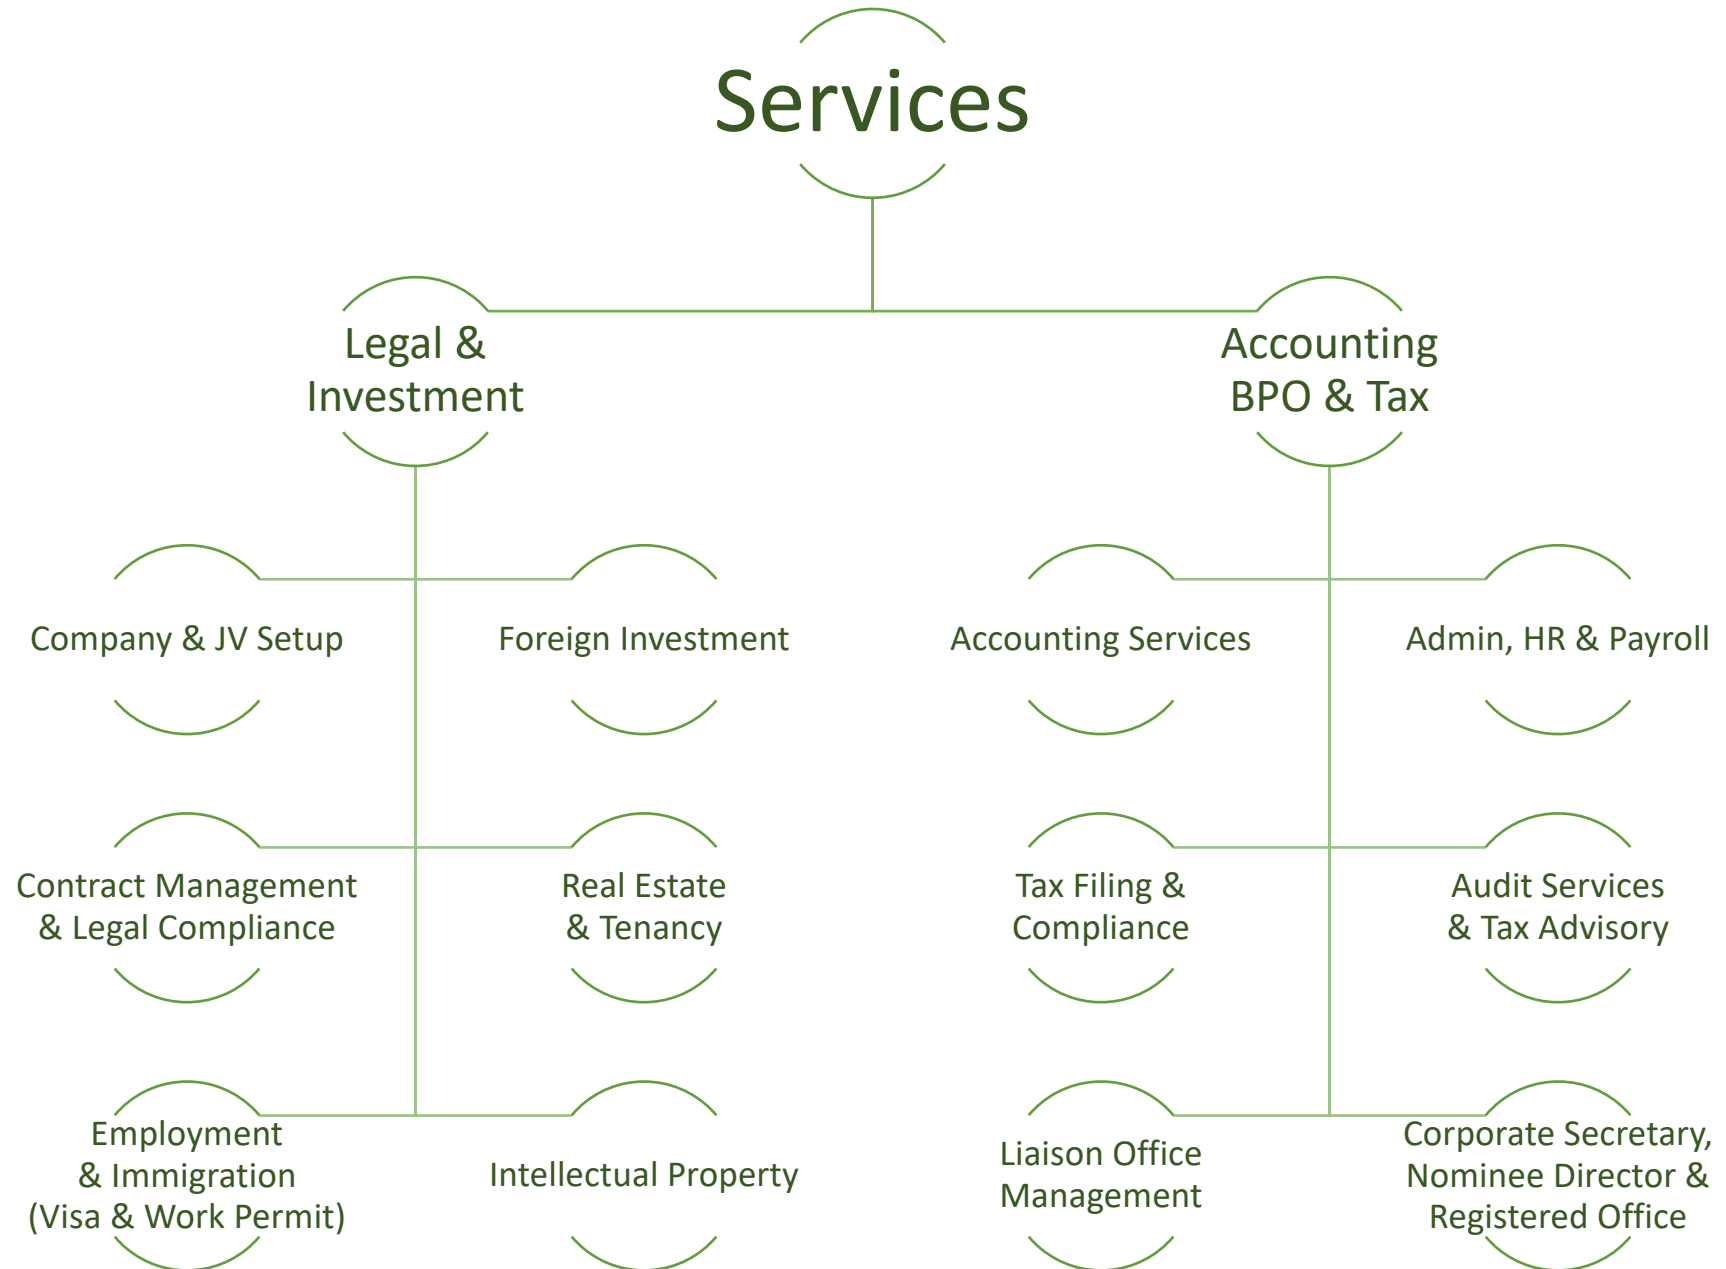 Services
Legal &
Investment
Accounting
BPO & Tax
Company & JV Setup
Foreign Investment
Accounting Services
Admin, HR & Payroll
Contract Management
& Legal Compliance
Real Estate
& Tenancy
Tax Filing &
Compliance
Audit Services
& Tax Advisory
Employment
& Immigration
(Visa & Work Permit)
Intellectual Property
Liaison Office
Management
Corporate Secretary,
Nominee Director &
Registered Office